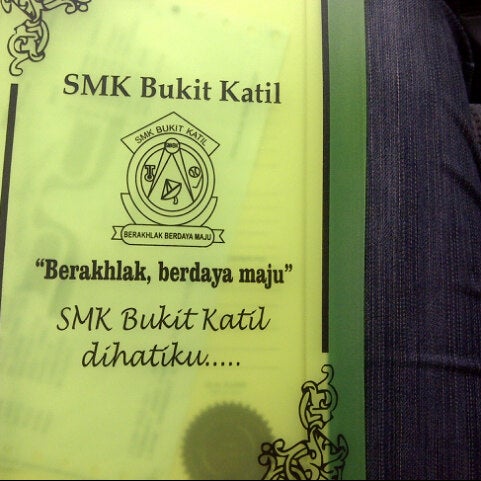 SMK Bukit Katil
SMK BUKIT KATIL
BERAKHLAK BERDAYA MAJU
"Berakhlak, berdaya maju"
SMK Bukit Katil
dihatiku.....